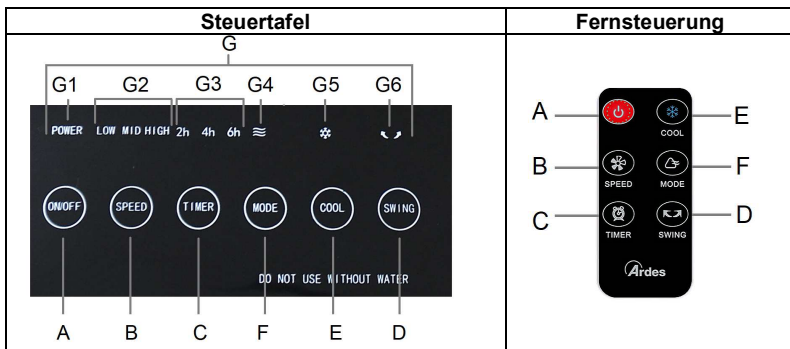 Steuertafel
Fernsteuerung
G
G1 G2 G3 G4 G5 G6
POWER LOW MID HIGH 2h 4h 6h
ON/OFF SPEED TIMER MODE COOL SWING
DO NOT USE WITHOUT WATER
A B C F E D
A E
COOL
B F
SPEED MODE
C D
TIMER SWING
Ardes